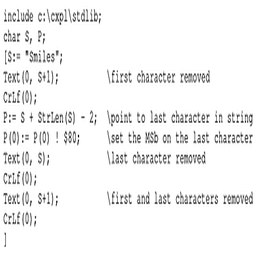 include c:\cxpl\stdlib;
char S, P;
[S:= "Smiles";
Text(0, S+1);          \first character removed
CrLf(0);
P:= S + StrLen(S) - 2;  \point to last character in string
P(0):= P(0) ! $80;      \set the MSb on the last character
Text(0, S);             \last character removed
CrLf(0);
Text(0, S+1);           \first and last characters removed
CrLf(0);
]